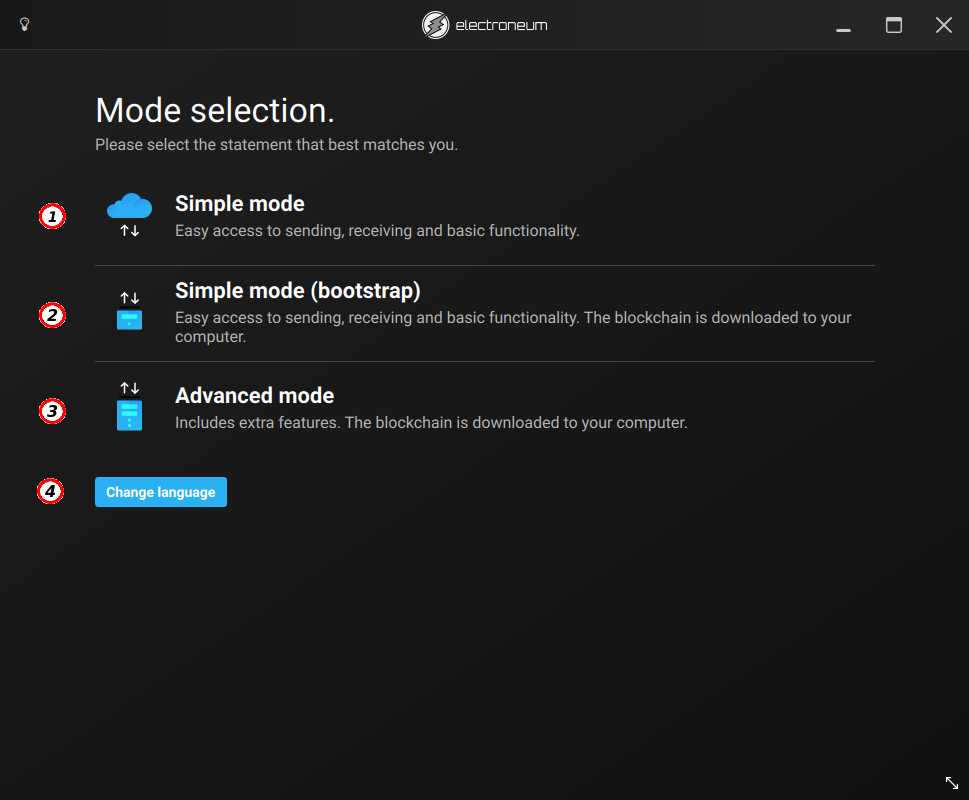 electroneum
Mode selection.
Please select the statement that best matches you.
1
Simple mode
Easy access to sending, receiving and basic functionality.
2
Simple mode (bootstrap)
Easy access to sending, receiving and basic functionality. The blockchain is downloaded to your
computer.
3
Advanced mode
Includes extra features. The blockchain is downloaded to your computer.
4
Change language